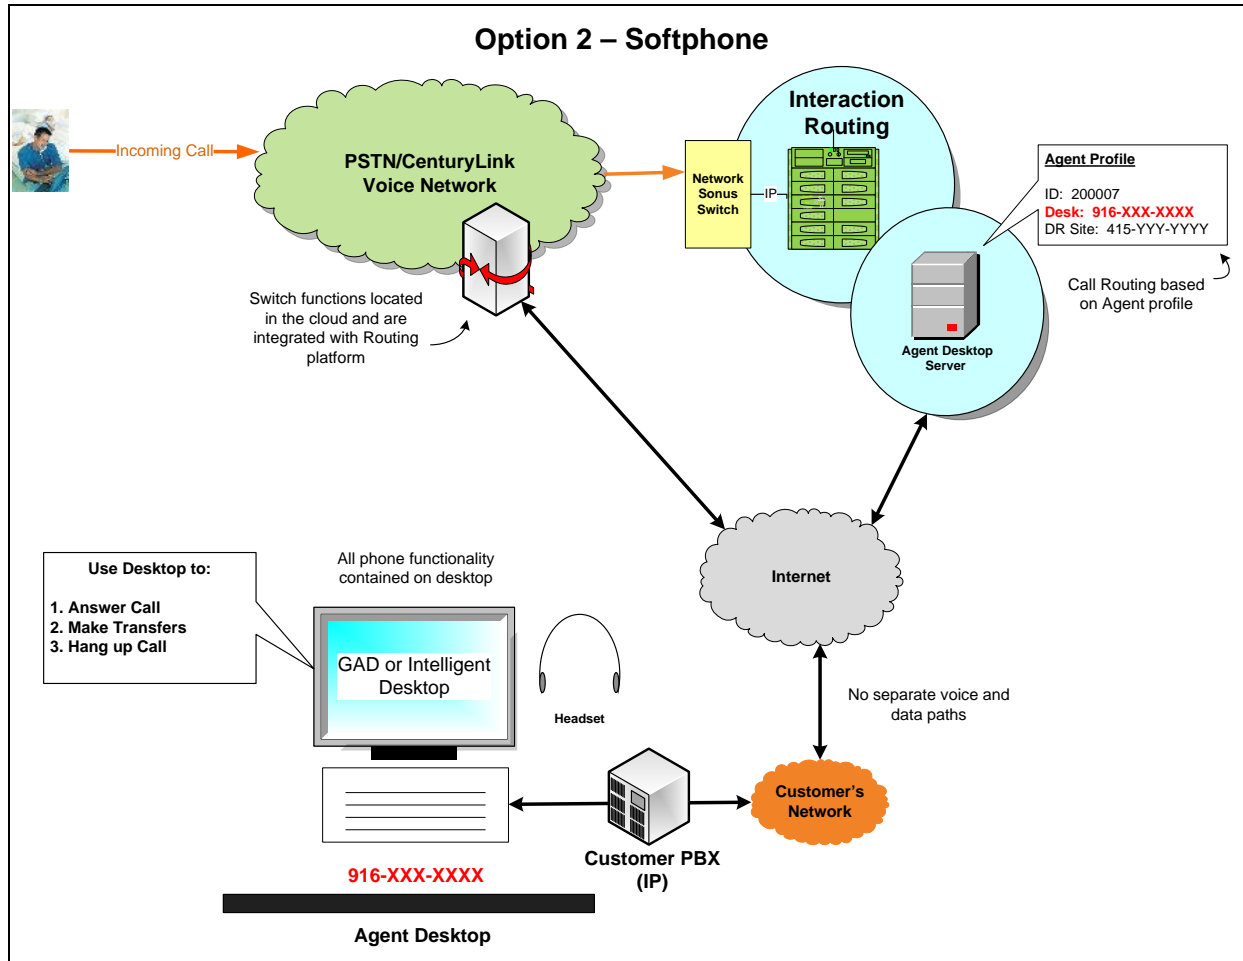 Option 2 – Softphone
Incoming Call
PSTN/CenturyLink
Voice Network
Network
Sonus
Switch
IP
Interaction
Routing
Agent Profile
ID: 200007
Desk: 916-XXX-XXXX
DR Site: 415-YYY-YYYY
Call Routing based
on Agent profile
Switch functions located
in the cloud and are
integrated with Routing
platform
Agent Desktop
Server
Internet
Use Desktop to:
1. Answer Call
2. Make Transfers
3. Hang up Call
All phone functionality
contained on desktop
GAD or Intelligent
Desktop
Headset
No separate voice and
data paths
Customer's
Network
Customer PBX
(IP)
916-XXX-XXXX
Agent Desktop